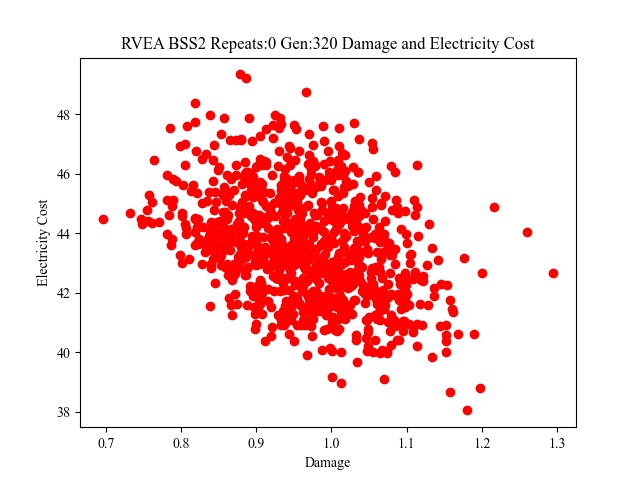 RVEA BSS2 Repeats:0 Gen:320 Damage and Electricity Cost
48
46
44
42
40
38
Electricity Cost
0.7 0.8 0.9 1.0 1.1 1.2 1.3
Damage